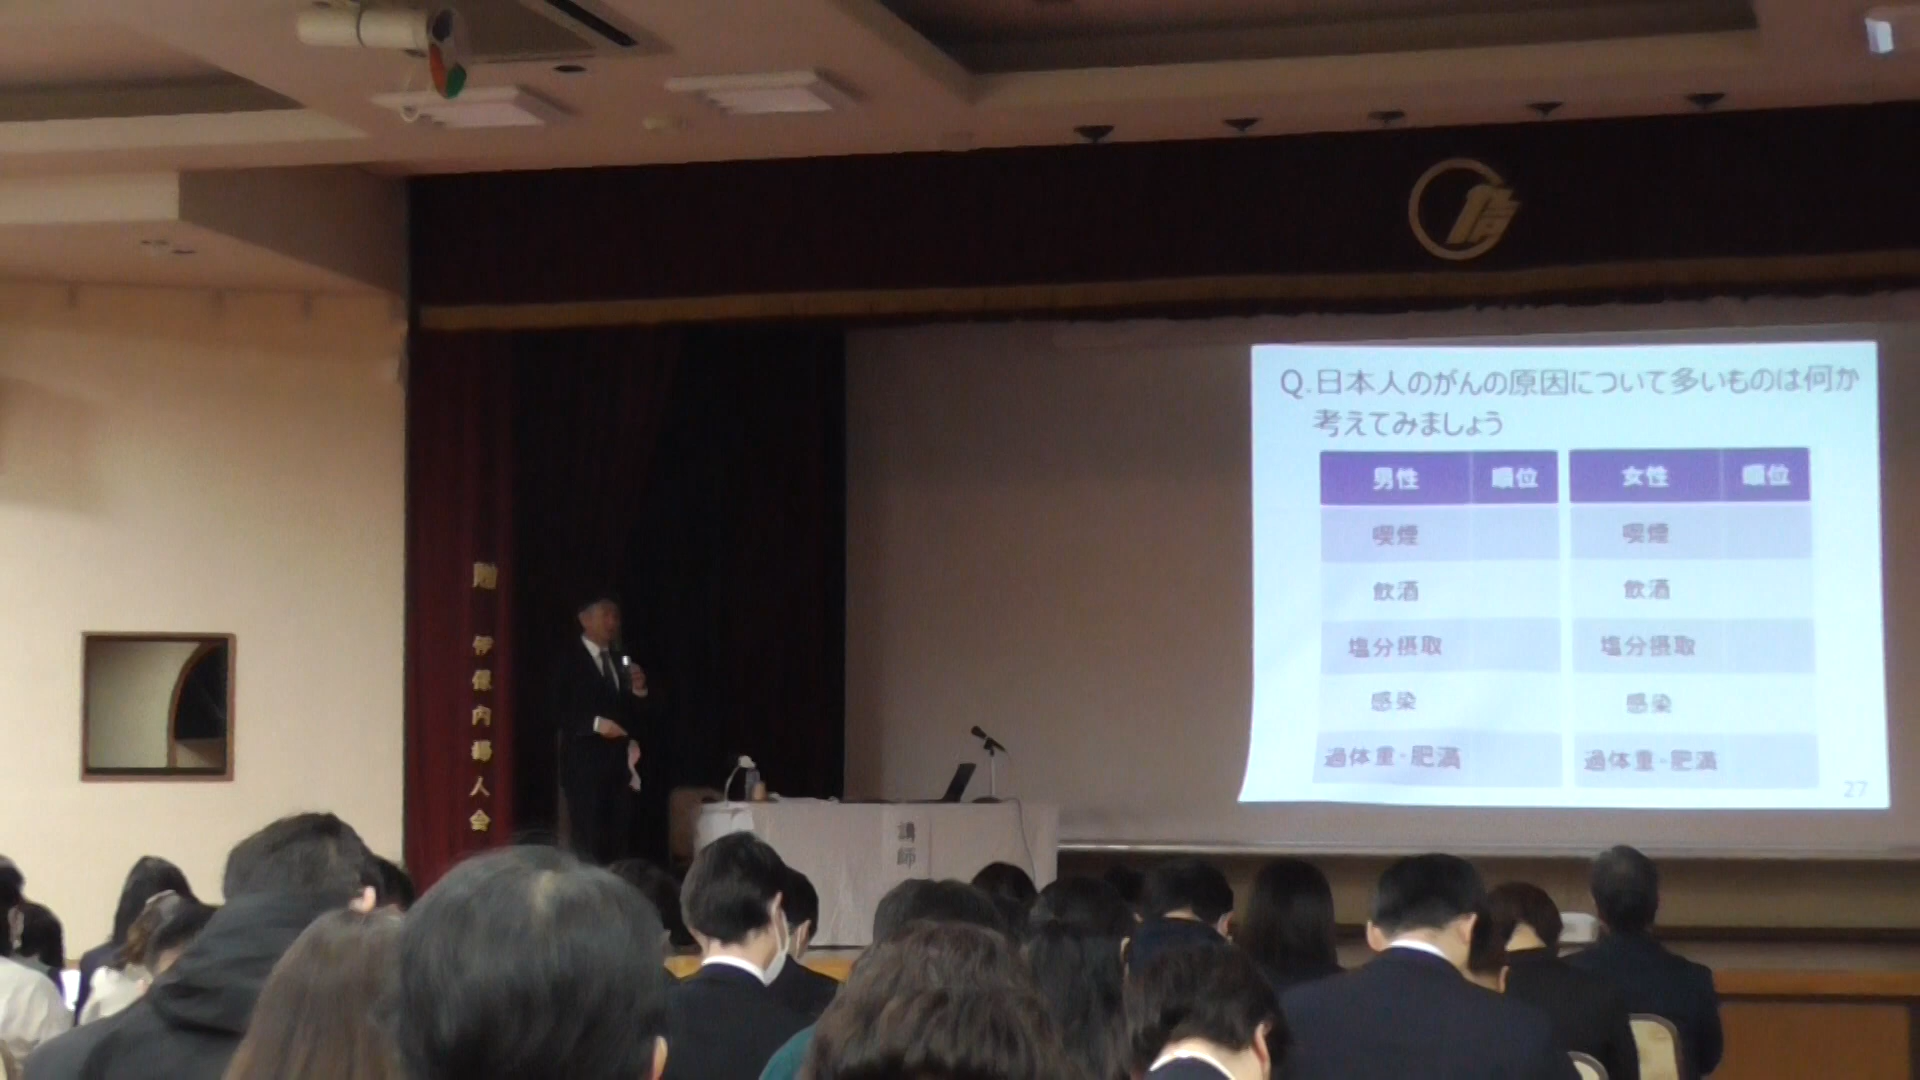 Q.日本人のがんの原因について多いものは何か
考えてみましょう
男性 順位 女性 順位
喫煙 喫煙
飲酒 飲酒
塩分摂取 塩分摂取
感染 感染
過体重・肥満 過体重・肥満
27
講師